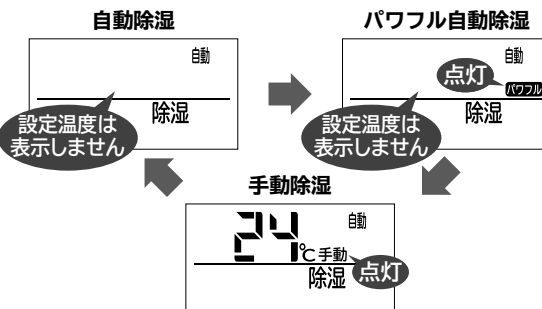 自動除湿
自動
除湿
設定温度は
表示しません
パワフル自動除湿
自動
点灯
パワフル
除湿
設定温度は
表示しません
手動除湿
自動
24℃手動
点灯
除湿